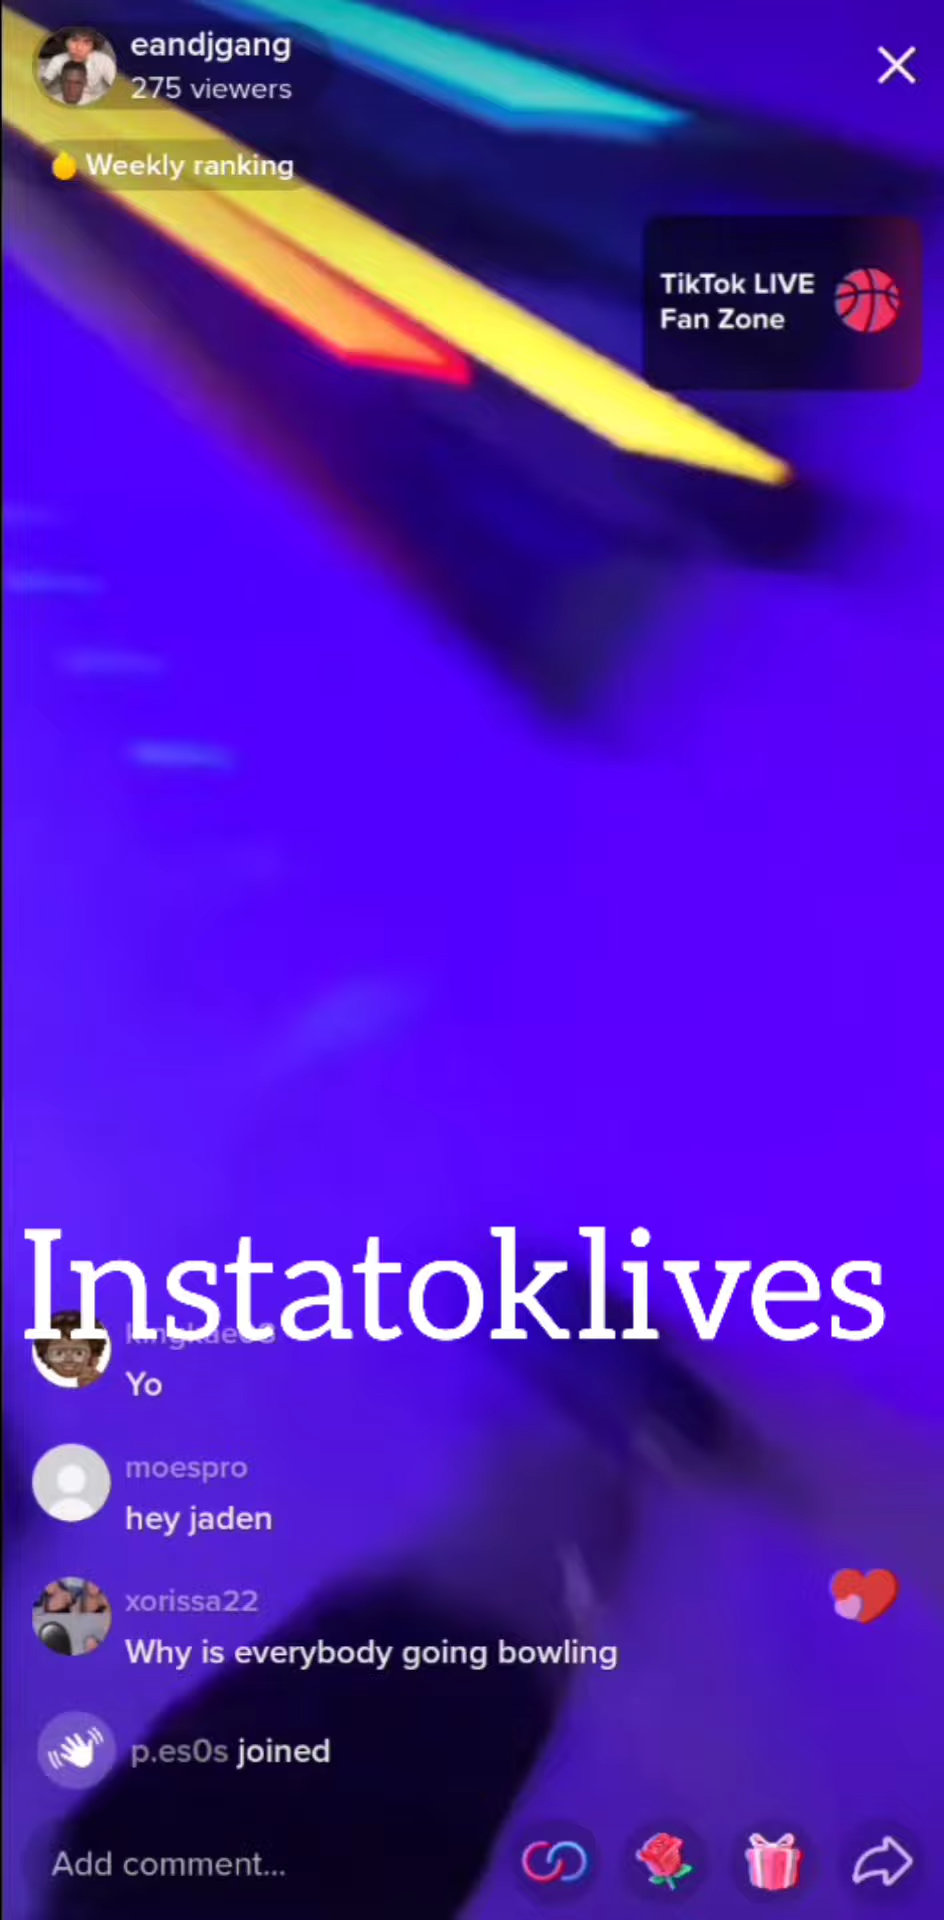 eandjgang
275 viewers
Weekly ranking
TikTok LIVE
Fan Zone
Instatoklives
Yo
moespro
hey jaden
xorissa22
Why is everybody going bowling
p.es0s joined
Add comment...